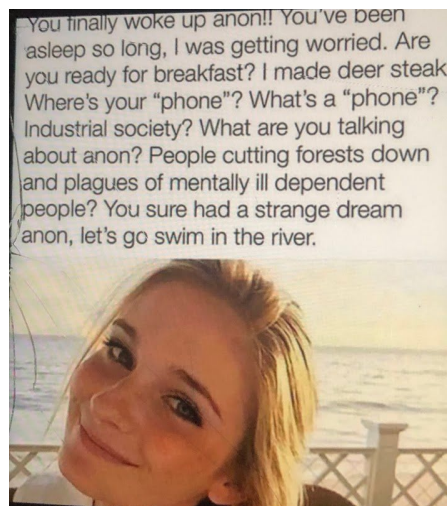 You finally woke up anon!! You've been
asleep so long, I was getting worried. Are
you ready for breakfast? I made deer steak
Where's your “phone”? What's a “phone”?
Industrial society? What are you talking
about anon? People cutting forests down
and plagues of mentally ill dependent
people? You sure had a strange dream
anon, let's go swim in the river.